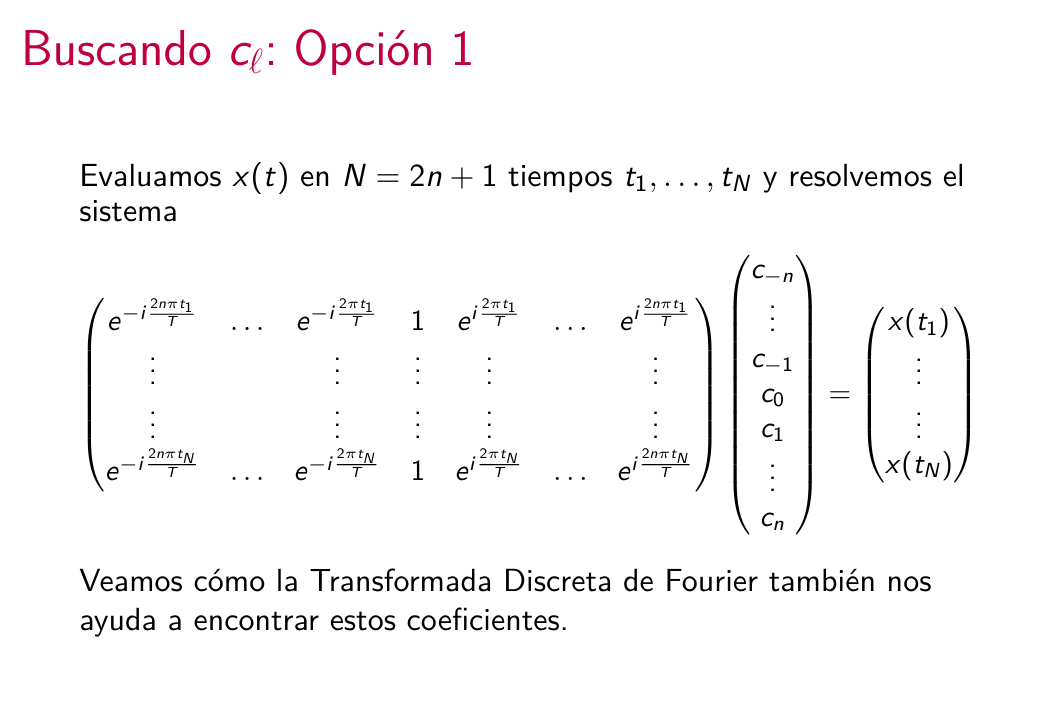 Buscando $c_\ell$: Opción 1
Evaluamos $x(t)$ en $N = 2n + 1$ tiempos $t_1, \ldots, t_N$ y resolvemos el
sistema
$\begin{pmatrix} e^{-i\frac{2n\pi t_1}{T}} & \ldots & e^{-i\frac{2\pi t_1}{T}} & 1 & e^{i\frac{2\pi t_1}{T}} & \ldots & e^{i\frac{2n\pi t_1}{T}} \\ \vdots & & \vdots & \vdots & \vdots & & \vdots \\ \vdots & & \vdots & \vdots & \vdots & & \vdots \\ e^{-i\frac{2n\pi t_N}{T}} & \ldots & e^{-i\frac{2\pi t_N}{T}} & 1 & e^{i\frac{2\pi t_N}{T}} & \ldots & e^{i\frac{2n\pi t_N}{T}} \end{pmatrix} \begin{pmatrix} c_{-n} \\ \vdots \\ c_{-1} \\ c_0 \\ c_1 \\ \vdots \\ c_n \end{pmatrix} = \begin{pmatrix} x(t_1) \\ \vdots \\ \vdots \\ x(t_N) \end{pmatrix}$
Veamos cómo la Transformada Discreta de Fourier también nos
ayuda a encontrar estos coeficientes.